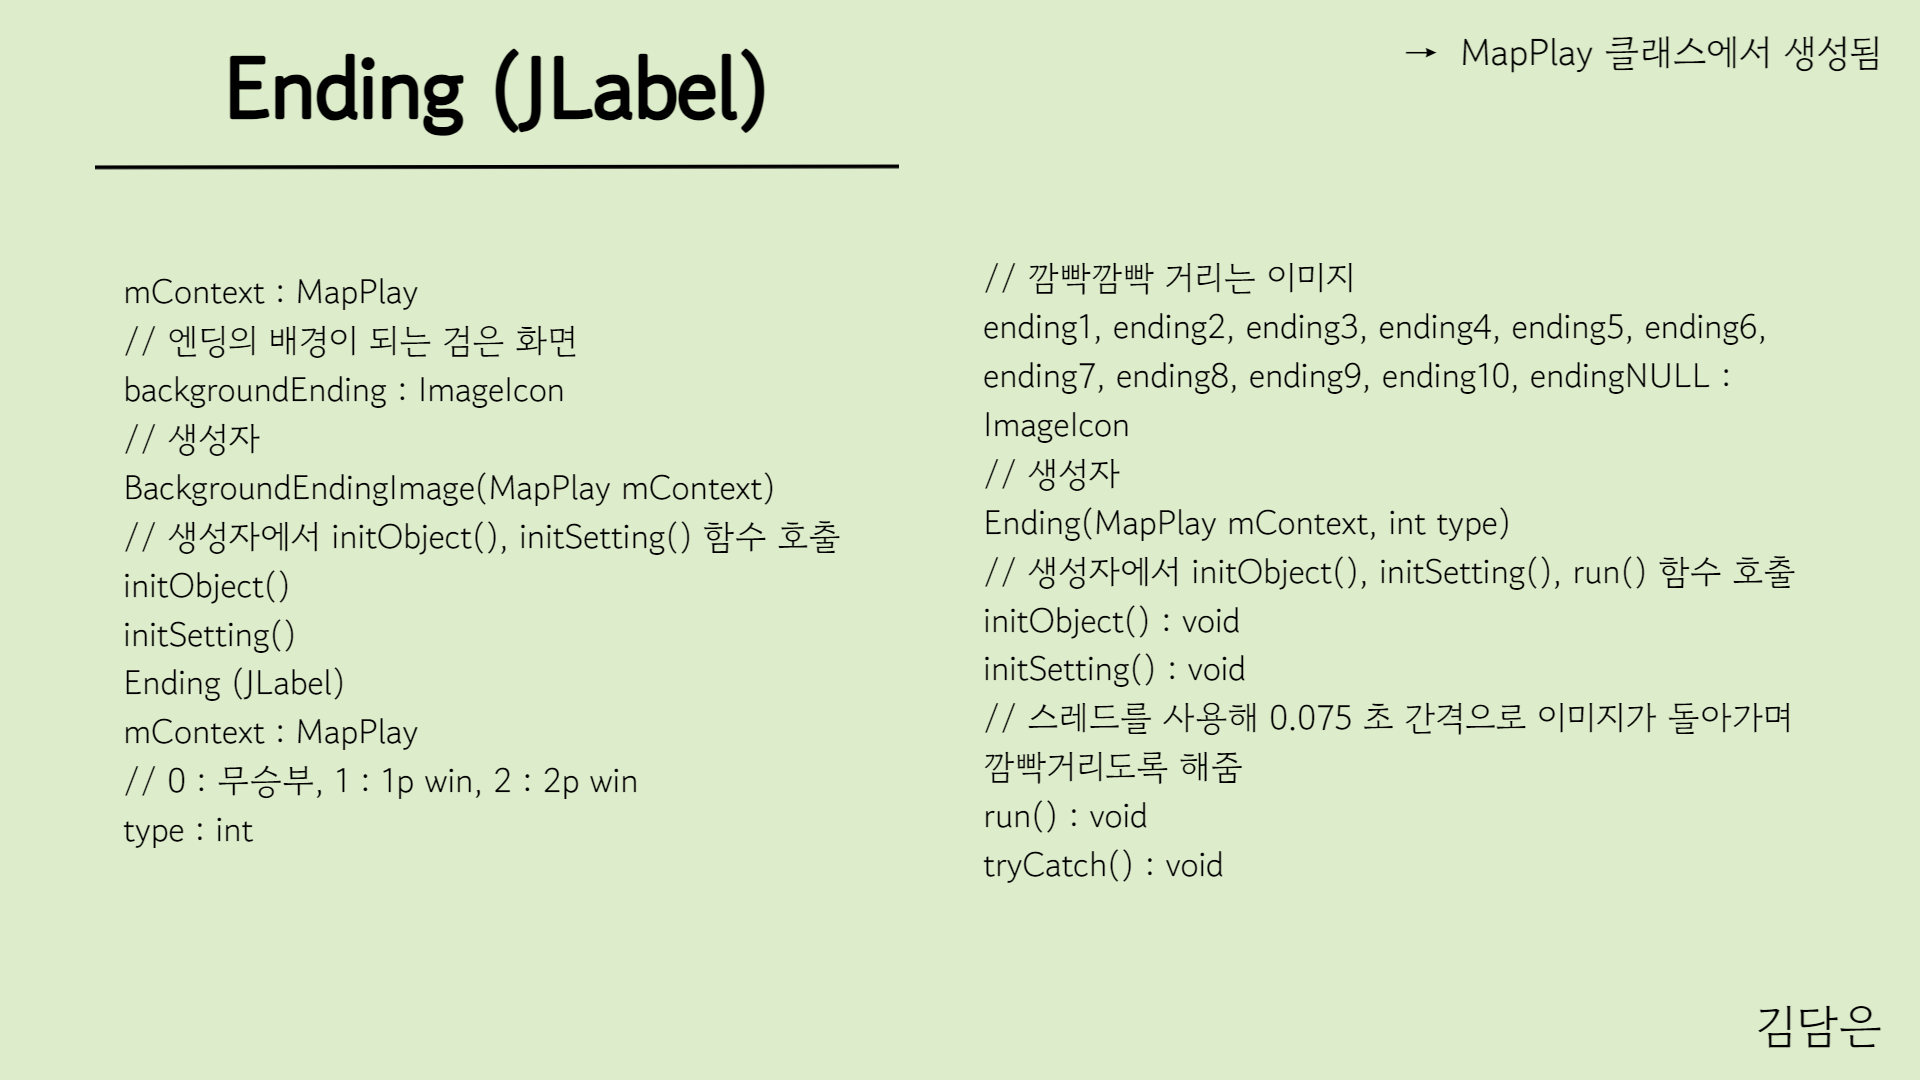 Ending (JLabel)
→ MapPlay 클래스에서 생성됨
mContext : MapPlay
// 엔딩의 배경이 되는 검은 화면
backgroundEnding : ImageIcon
// 생성자
BackgroundEndingImage(MapPlay mContext)
// 생성자에서 initObject(), initSetting() 함수 호출
initObject()
initSetting()
Ending (JLabel)
mContext : MapPlay
// 0 : 무승부, 1 : 1p win, 2 : 2p win
type : int
// 깜빡깜빡 거리는 이미지
ending1, ending2, ending3, ending4, ending5, ending6,
ending7, ending8, ending9, ending10, endingNULL :
ImageIcon
// 생성자
Ending(MapPlay mContext, int type)
// 생성자에서 initObject(), initSetting(), run() 함수 호출
initObject() : void
initSetting() : void
// 스레드를 사용해 0.075 초 간격으로 이미지가 돌아가며
깜빡거리도록 해줌
run() : void
tryCatch() : void
김담은